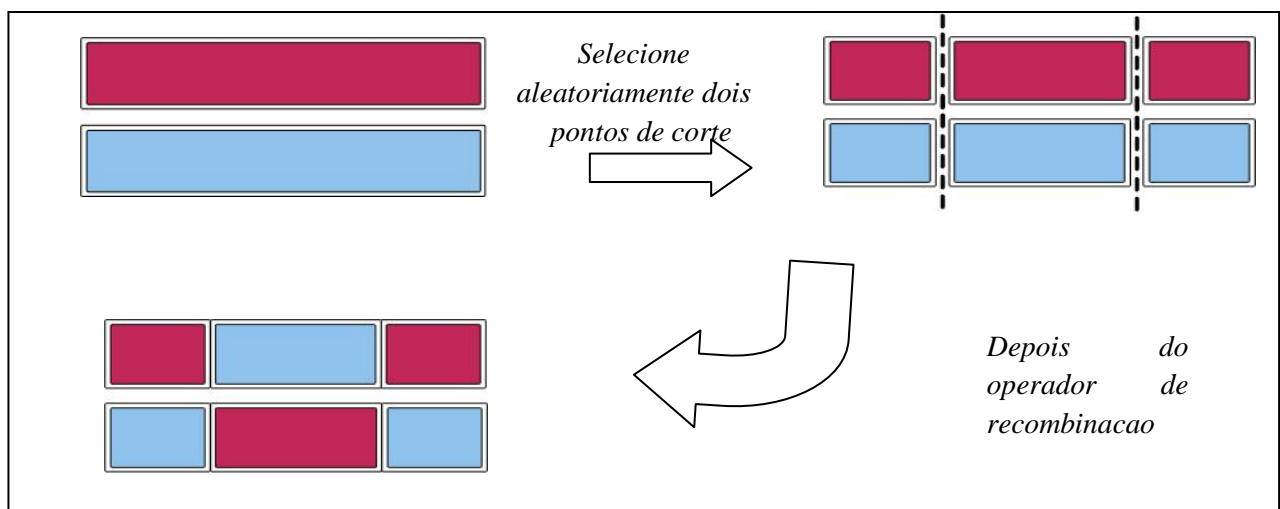 Selecione
aleatoriamente dois
pontos de corte
Depois do
operador de
recombinacao